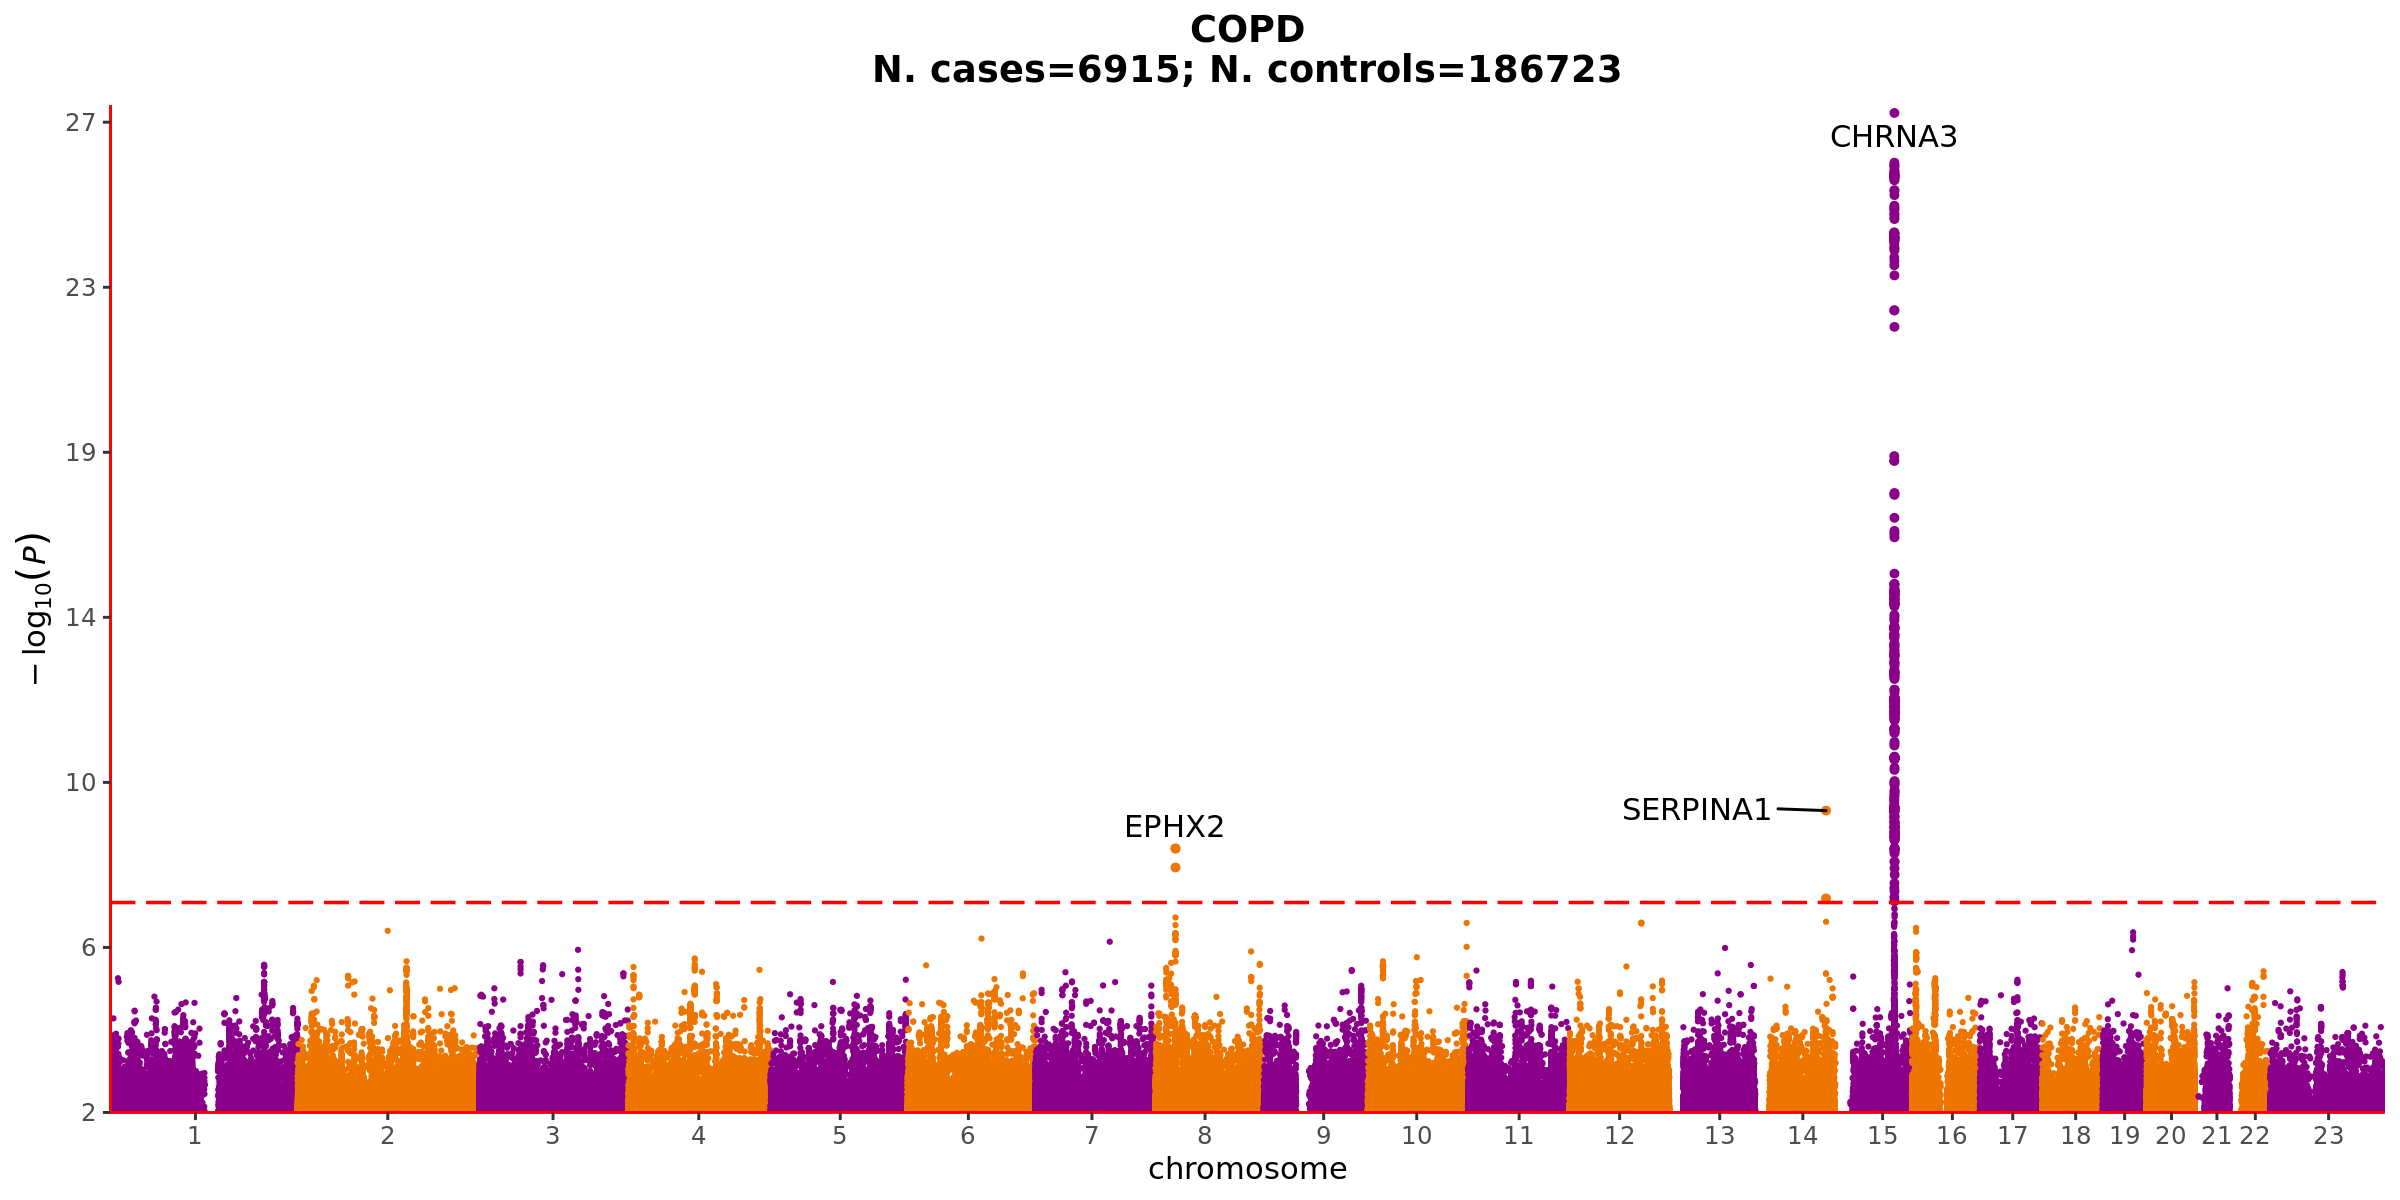 COPD
N. cases=6915; N. controls=186723
27
CHRNA3
23
19
14
10
SERPINA1
EPHX2
6
2
−log10(P)
1 2 3 4 5 6 7 8 9 10 11 12 13 14 15 16 17 18 19 20 21 22 23
chromosome